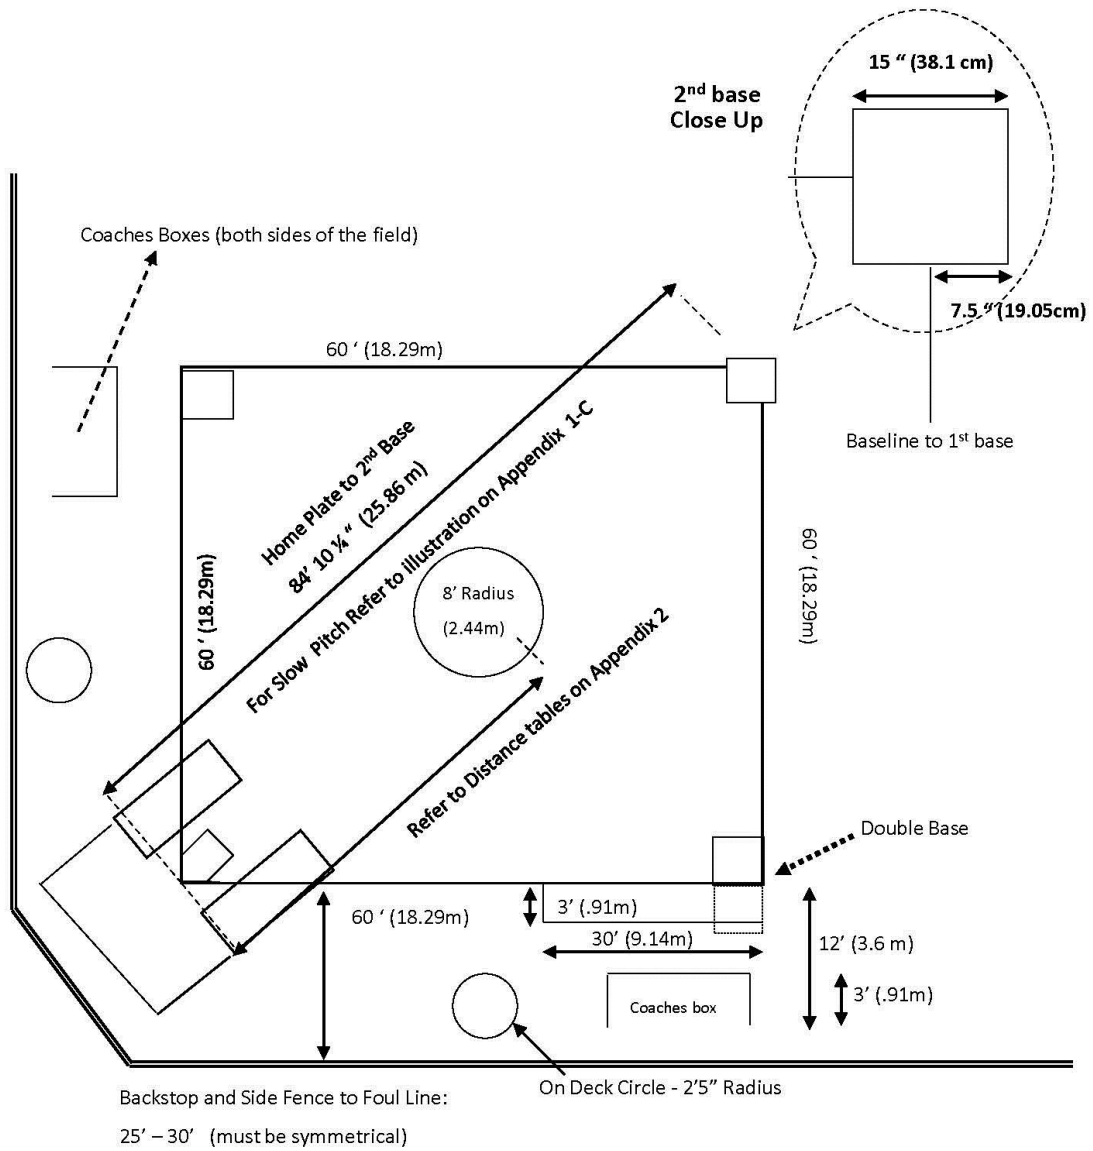 15 “ (38.1 cm)
2nd base
Close Up
7.5 “ (19.05cm)
Coaches Boxes (both sides of the field)
60 ‘ (18.29m)
Baseline to 1st base
Home Plate to 2nd Base
84’ 10 ¼ “ (25.86 m)
For Slow Pitch Refer to illustration on Appendix 1-C
60 ‘ (18.29m)
60 ‘ (18.29m)
8’ Radius
(2.44m)
Refer to Distance tables on Appendix 2
Double Base
60 ‘ (18.29m)
3’ (.91m)
30’ (9.14m)
12’ (3.6 m)
3’ (.91m)
Coaches box
On Deck Circle - 2’5” Radius
Backstop and Side Fence to Foul Line:
25’ – 30’ (must be symmetrical)